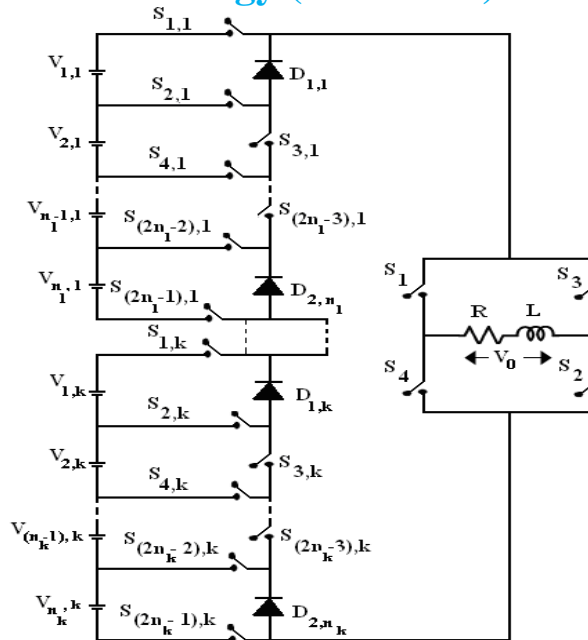 S1,1
V1,1
D1,1
S2,1
V2,1
S3,1
S4,1
Vn1-1,1
S(2n1-3),1
S(2n1-2),1
Vn1,1
S(2n1-1),1
D2,n1
S1
S3
R L
V0
S4
S2
S1,k
V1,k
D1,k
S2,k
V2,k
S3,k
S4,k
V(nk-1),k
S(2nk-3),k
S(2nk-2),k
Vnk,k
S(2nk-1),k
D2,nk